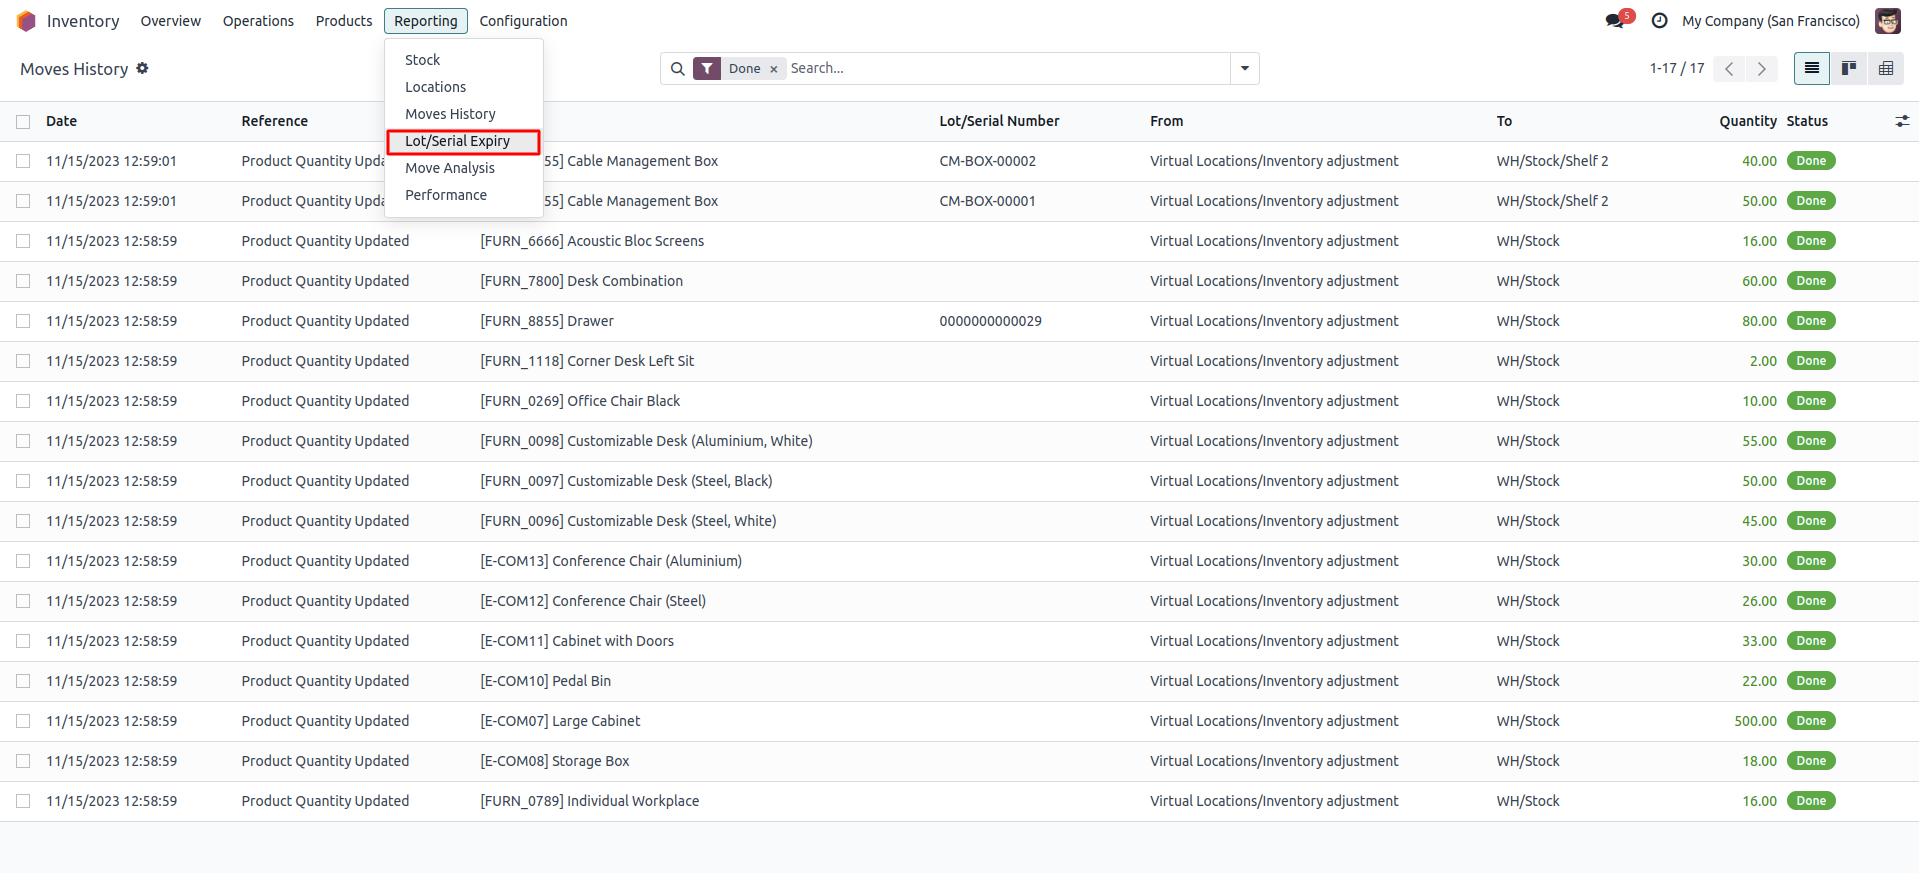 Inventory Overview Operations Products Reporting Configuration 5 My Company (San Francisco)
Moves History Done × Search... 1-17 / 17
Stock
Locations
Moves History
Lot/Serial Expiry
Move Analysis
Performance
Date Reference Lot/Serial Number From To Quantity Status
11/15/2023 12:59:01 Product Quantity Upda 55] Cable Management Box CM-BOX-00002 Virtual Locations/Inventory adjustment WH/Stock/Shelf 2 40.00 Done
11/15/2023 12:59:01 Product Quantity Upda 55] Cable Management Box CM-BOX-00001 Virtual Locations/Inventory adjustment WH/Stock/Shelf 2 50.00 Done
11/15/2023 12:58:59 Product Quantity Updated [FURN_6666] Acoustic Bloc Screens Virtual Locations/Inventory adjustment WH/Stock 16.00 Done
11/15/2023 12:58:59 Product Quantity Updated [FURN_7800] Desk Combination Virtual Locations/Inventory adjustment WH/Stock 60.00 Done
11/15/2023 12:58:59 Product Quantity Updated [FURN_8855] Drawer 0000000000029 Virtual Locations/Inventory adjustment WH/Stock 80.00 Done
11/15/2023 12:58:59 Product Quantity Updated [FURN_1118] Corner Desk Left Sit Virtual Locations/Inventory adjustment WH/Stock 2.00 Done
11/15/2023 12:58:59 Product Quantity Updated [FURN_0269] Office Chair Black Virtual Locations/Inventory adjustment WH/Stock 10.00 Done
11/15/2023 12:58:59 Product Quantity Updated [FURN_0098] Customizable Desk (Aluminium, White) Virtual Locations/Inventory adjustment WH/Stock 55.00 Done
11/15/2023 12:58:59 Product Quantity Updated [FURN_0097] Customizable Desk (Steel, Black) Virtual Locations/Inventory adjustment WH/Stock 50.00 Done
11/15/2023 12:58:59 Product Quantity Updated [FURN_0096] Customizable Desk (Steel, White) Virtual Locations/Inventory adjustment WH/Stock 45.00 Done
11/15/2023 12:58:59 Product Quantity Updated [E-COM13] Conference Chair (Aluminium) Virtual Locations/Inventory adjustment WH/Stock 30.00 Done
11/15/2023 12:58:59 Product Quantity Updated [E-COM12] Conference Chair (Steel) Virtual Locations/Inventory adjustment WH/Stock 26.00 Done
11/15/2023 12:58:59 Product Quantity Updated [E-COM11] Cabinet with Doors Virtual Locations/Inventory adjustment WH/Stock 33.00 Done
11/15/2023 12:58:59 Product Quantity Updated [E-COM10] Pedal Bin Virtual Locations/Inventory adjustment WH/Stock 22.00 Done
11/15/2023 12:58:59 Product Quantity Updated [E-COM07] Large Cabinet Virtual Locations/Inventory adjustment WH/Stock 500.00 Done
11/15/2023 12:58:59 Product Quantity Updated [E-COM08] Storage Box Virtual Locations/Inventory adjustment WH/Stock 18.00 Done
11/15/2023 12:58:59 Product Quantity Updated [FURN_0789] Individual Workplace Virtual Locations/Inventory adjustment WH/Stock 16.00 Done